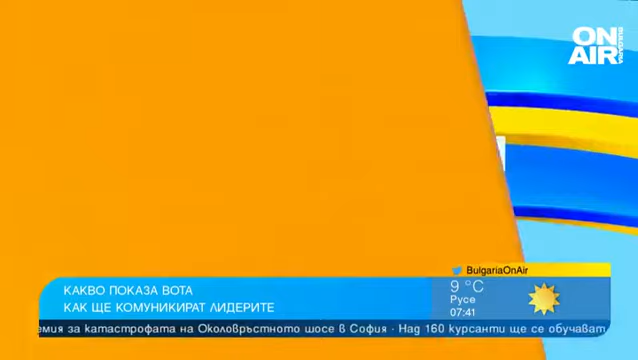 ON
AIR
BULGARIA
BulgariaOnAir
КАКВО ПОКАЗА ВОТА
КАК ЩЕ КОМУНИКИРАТ ЛИДЕРИТЕ
9 °C
Русе
07:41
емия за катастрофата на Околовръстното шосе в София · Над 160 курсанти ще се обучават